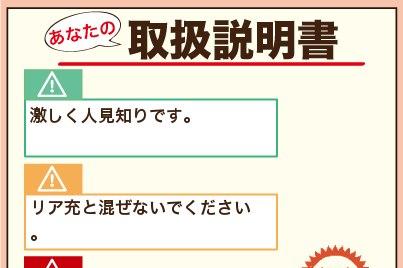 あなたの
取扱説明書
激しく人見知りです。
リア充と混ぜないでください
。